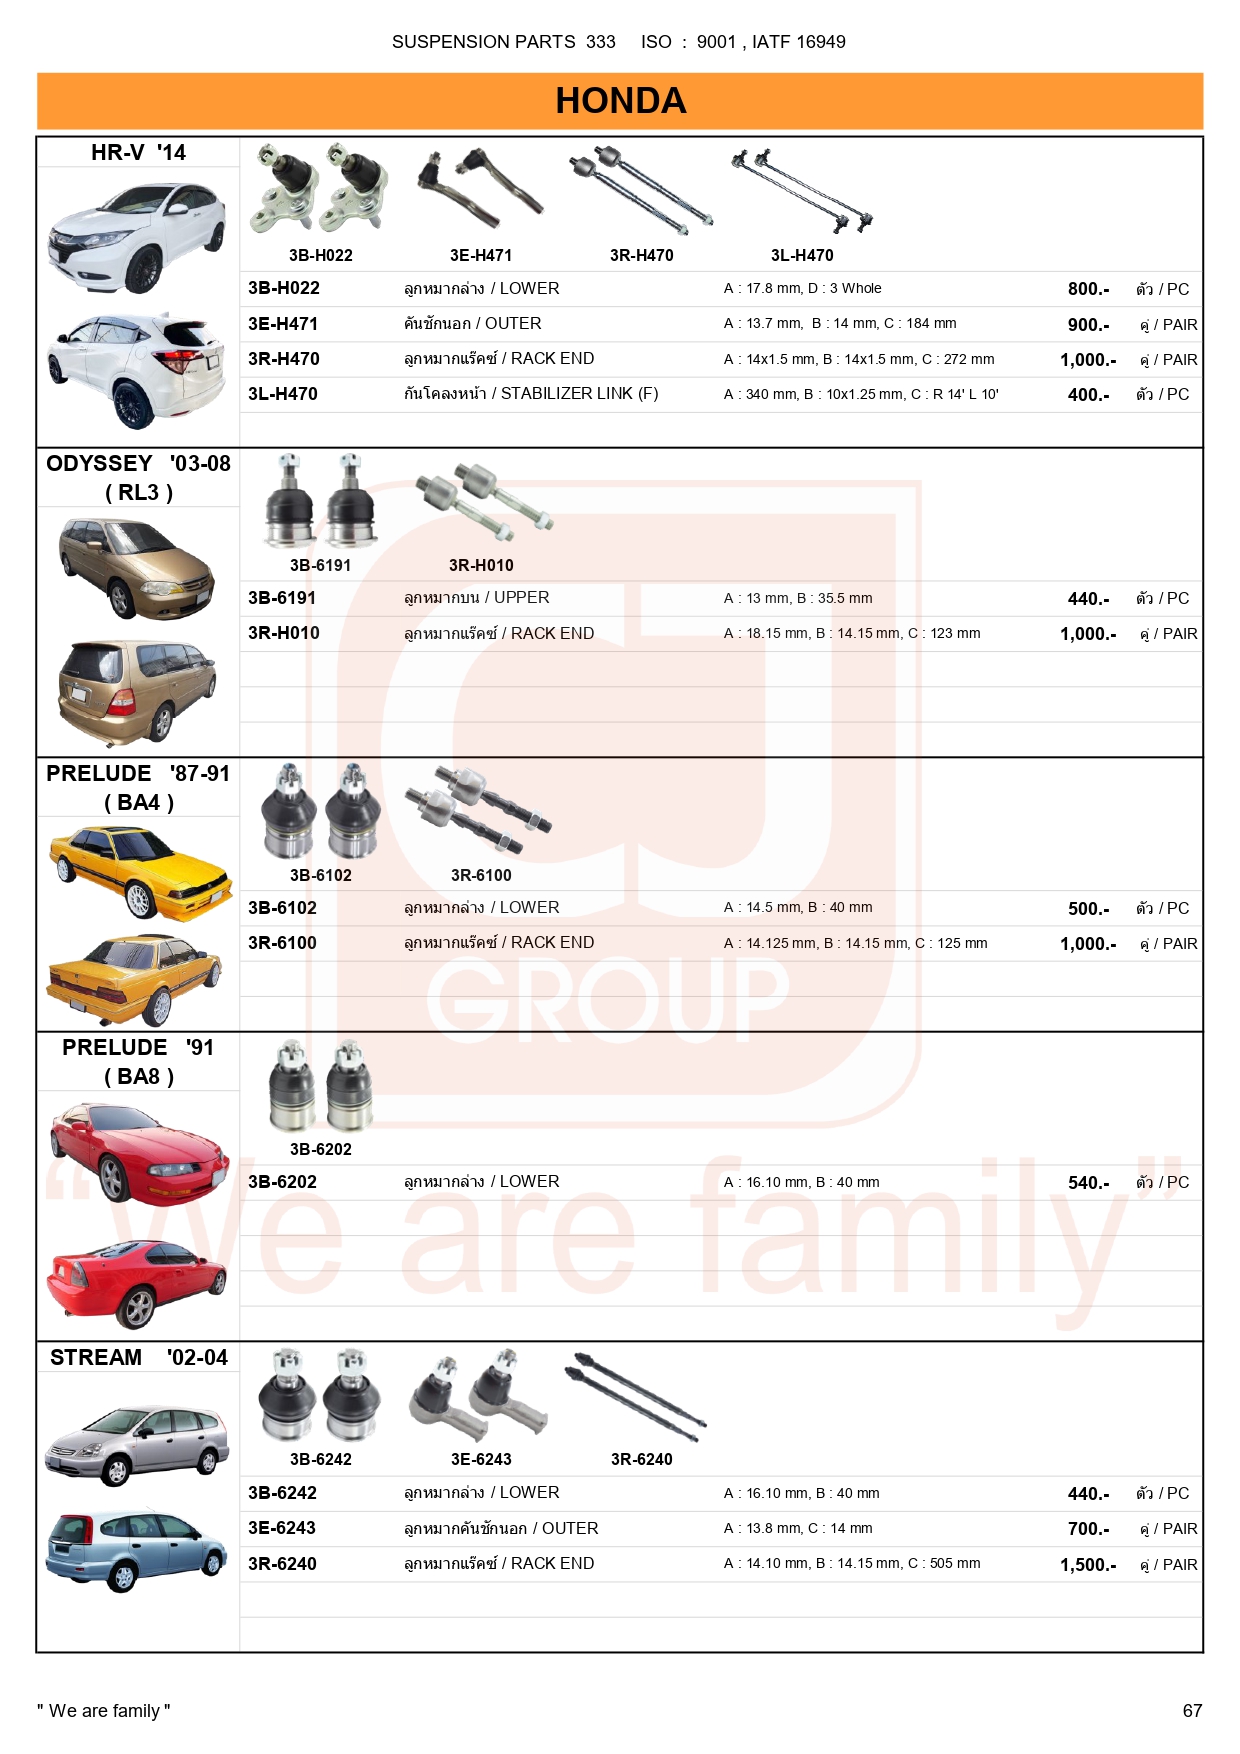 SUSPENSION PARTS 333 ISO : 9001 , IATF 16949
HONDA
HR-V '14
3B-H022 3E-H471 3R-H470 3L-H470
3B-H022 ลูกหมากล่าง / LOWER A : 17.8 mm, D : 3 Whole 800.- ตัว / PC
3E-H471 คันชักนอก / OUTER A : 13.7 mm, B : 14 mm, C : 184 mm 900.- คู่ / PAIR
3R-H470 ลูกหมากแร๊คซ์ / RACK END A : 14x1.5 mm, B : 14x1.5 mm, C : 272 mm 1,000.- คู่ / PAIR
3L-H470 กันโคลงหน้า / STABILIZER LINK (F) A : 340 mm, B : 10x1.25 mm, C : R 14' L 10' 400.- ตัว / PC
ODYSSEY '03-08
( RL3 )
3B-6191 3R-H010
3B-6191 ลูกหมากบน / UPPER A : 13 mm, B : 35.5 mm 440.- ตัว / PC
3R-H010 ลูกหมากแร๊คซ์ / RACK END A : 18.15 mm, B : 14.15 mm, C : 123 mm 1,000.- คู่ / PAIR
PRELUDE '87-91
( BA4 )
3B-6102 3R-6100
3B-6102 ลูกหมากล่าง / LOWER A : 14.5 mm, B : 40 mm 500.- ตัว / PC
3R-6100 ลูกหมากแร๊คซ์ / RACK END A : 14.125 mm, B : 14.15 mm, C : 125 mm 1,000.- คู่ / PAIR
CJ
GROUP
PRELUDE '91
( BA8 )
3B-6202
3B-6202 ลูกหมากล่าง / LOWER A : 16.10 mm, B : 40 mm 540.- ตัว / PC
“We are family”
STREAM '02-04
3B-6242 3E-6243 3R-6240
3B-6242 ลูกหมากล่าง / LOWER A : 16.10 mm, B : 40 mm 440.- ตัว / PC
3E-6243 ลูกหมากคันชักนอก / OUTER A : 13.8 mm, C : 14 mm 700.- คู่ / PAIR
3R-6240 ลูกหมากแร๊คซ์ / RACK END A : 14.10 mm, B : 14.15 mm, C : 505 mm 1,500.- คู่ / PAIR
" We are family " 67